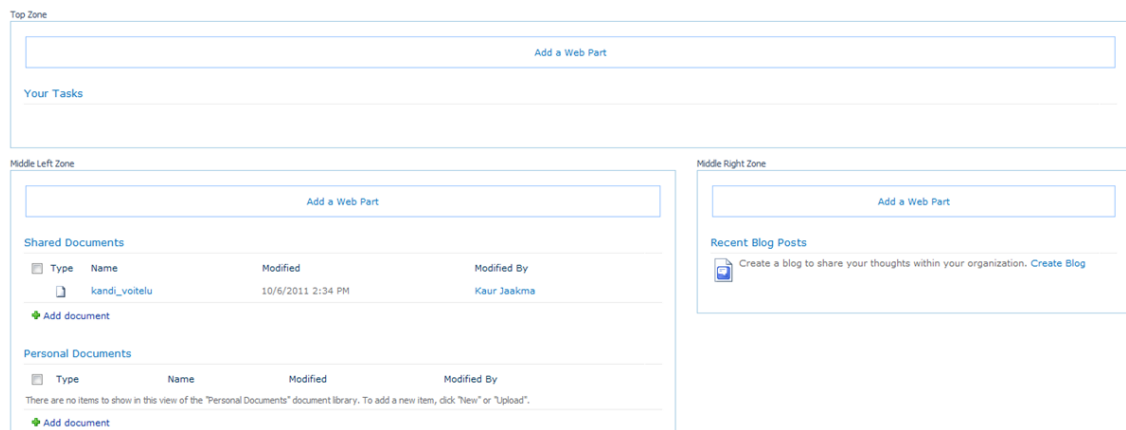 Top Zone
Add a Web Part
Your Tasks
Middle Left Zone
Add a Web Part
Shared Documents
Type Name Modified Modified By
kandi_voitelu 10/6/2011 2:34 PM Kaur Jaakma
Add document
Personal Documents
Type Name Modified Modified By
There are no items to show in this view of the "Personal Documents" document library. To add a new item, click "New" or "Upload".
Add document
Middle Right Zone
Add a Web Part
Recent Blog Posts
Create a blog to share your thoughts within your organization. Create Blog